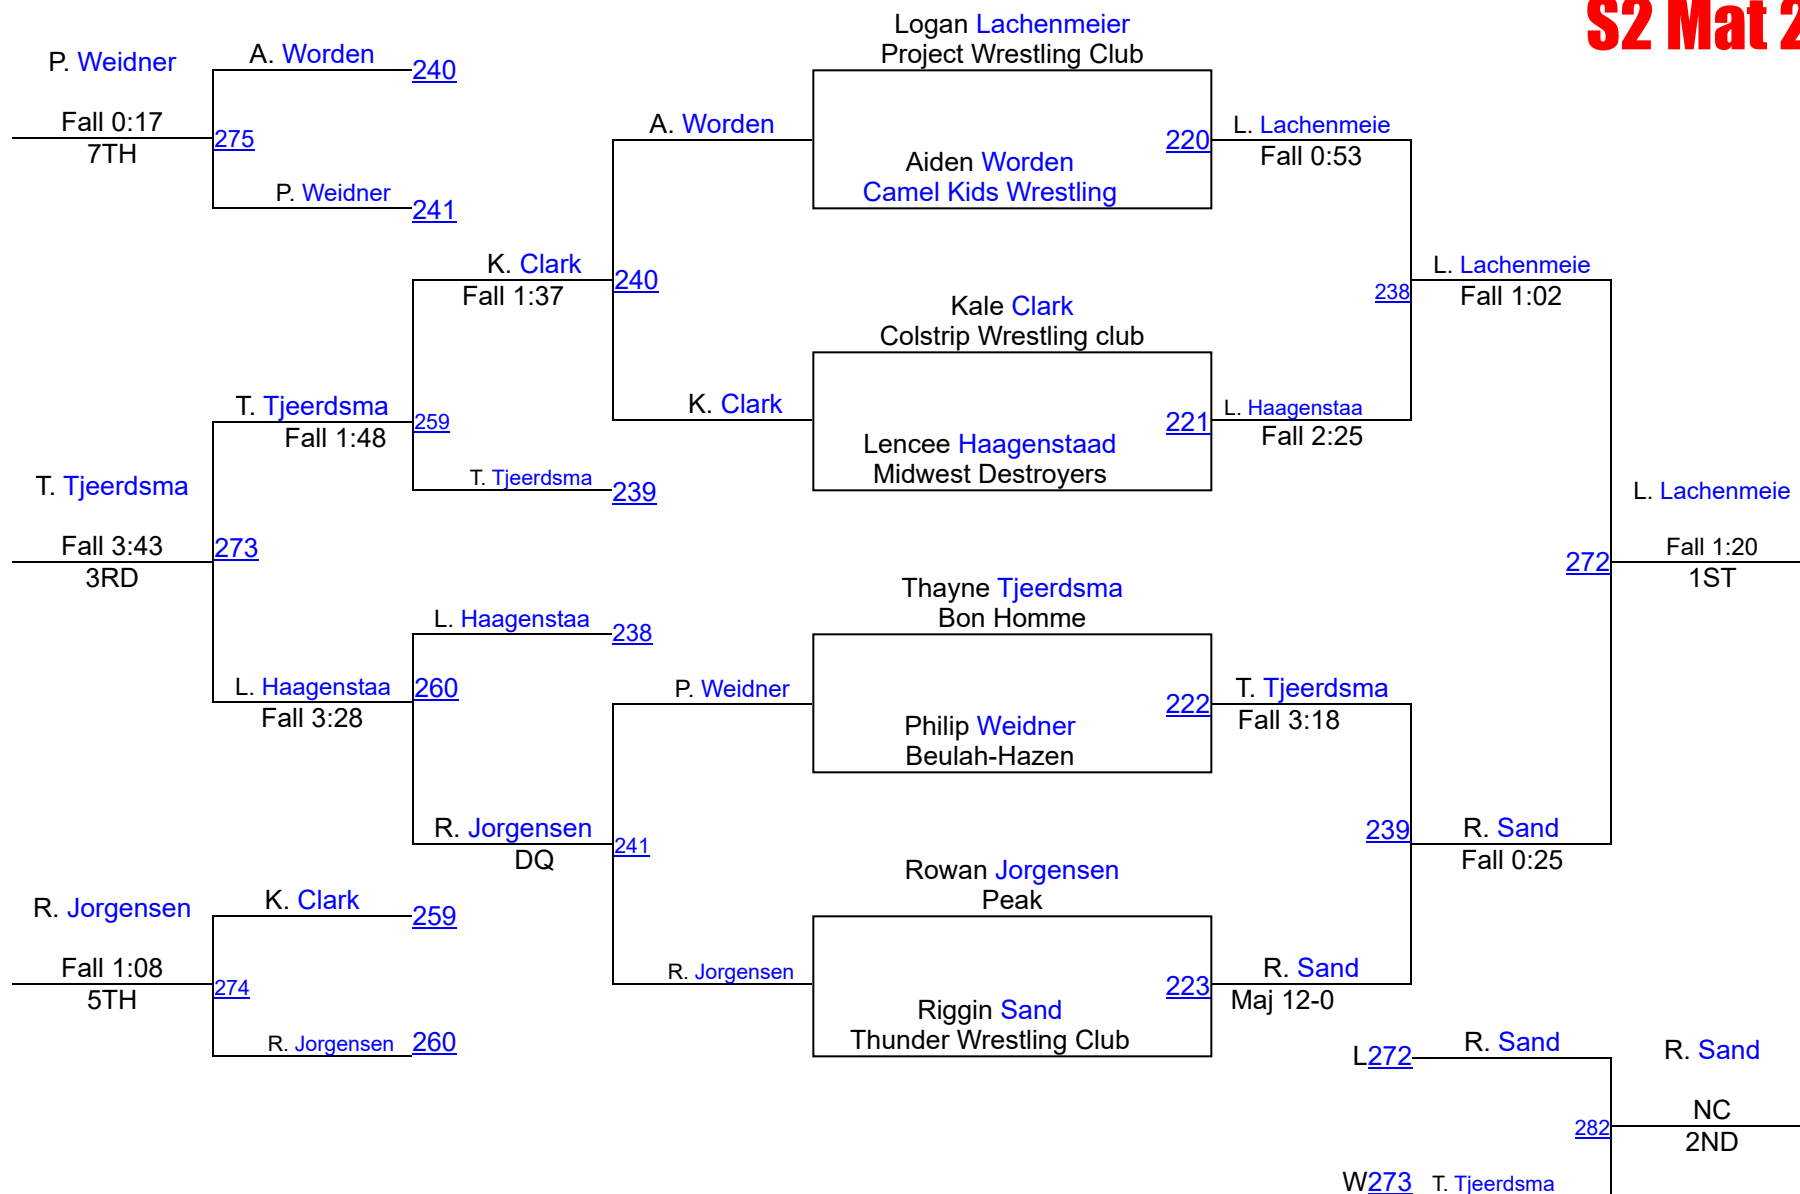 S2 Mat 2
Logan Lachenmeier
Project Wrestling Club
P. Weidner
A. Worden
240
Fall 0:17
275
7TH
P. Weidner
241
A. Worden
220
L. Lachenmeie
Fall 0:53
Aiden Worden
Camel Kids Wrestling
K. Clark
Fall 1:37
240
L. Lachenmeie
238
Fall 1:02
Kale Clark
Colstrip Wrestling club
T. Tjeerdsma
259
Fall 1:48
K. Clark
221
L. Haagenstaa
Fall 2:25
Lencee Haagenstaad
Midwest Destroyers
T. Tjeerdsma
239
T. Tjeerdsma
Fall 3:43
273
3RD
L. Lachenmeie
272
Fall 1:20
1ST
Thayne Tjeerdsma
Bon Homme
L. Haagenstaa
238
L. Haagenstaa
260
Fall 3:28
P. Weidner
222
T. Tjeerdsma
Fall 3:18
Philip Weidner
Beulah-Hazen
R. Jorgensen
DQ
241
239
R. Sand
Fall 0:25
Rowan Jorgensen
Peak
R. Jorgensen
K. Clark
259
Fall 1:08
274
5TH
R. Jorgensen
260
R. Jorgensen
223
R. Sand
Maj 12-0
Riggin Sand
Thunder Wrestling Club
L272
R. Sand
R. Sand
NC
282
2ND
W273
T. Tjeerdsma